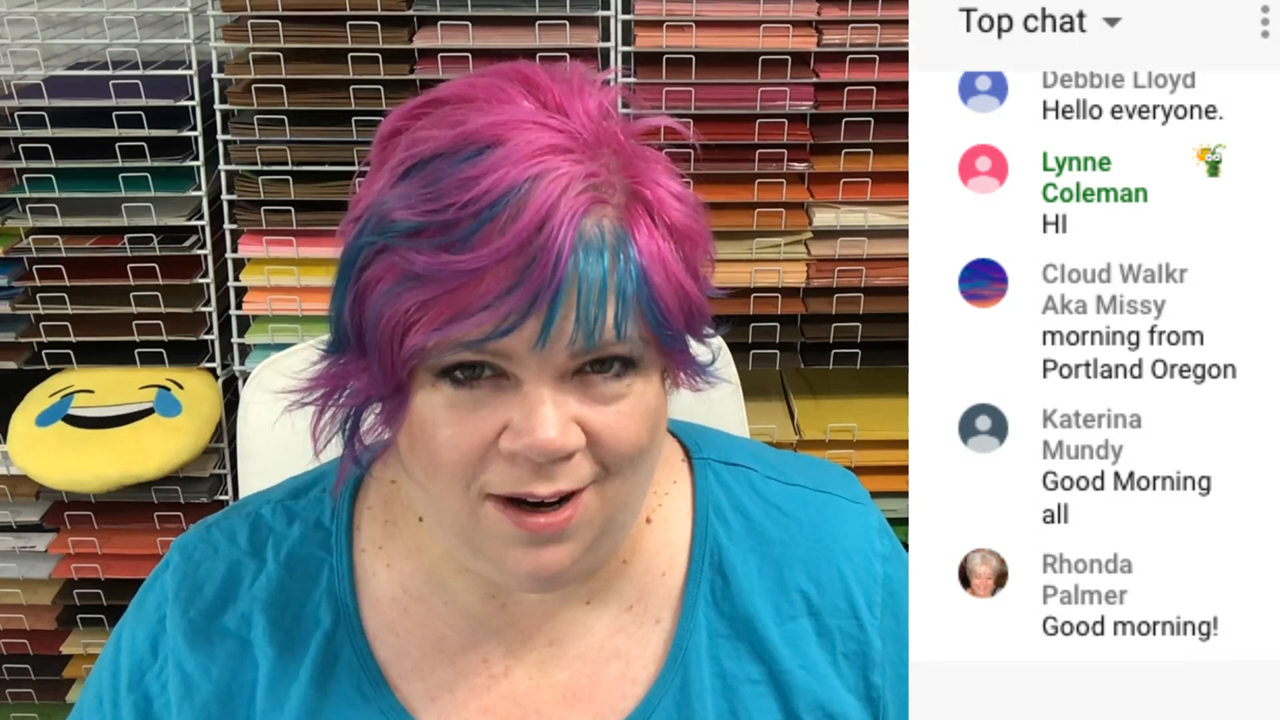 Top chat
Debbie Lloyd
Hello everyone.
Lynne
Coleman
HI
Cloud Walkr
Aka Missy
morning from
Portland Oregon
Katerina
Mundy
Good Morning
all
Rhonda
Palmer
Good morning!